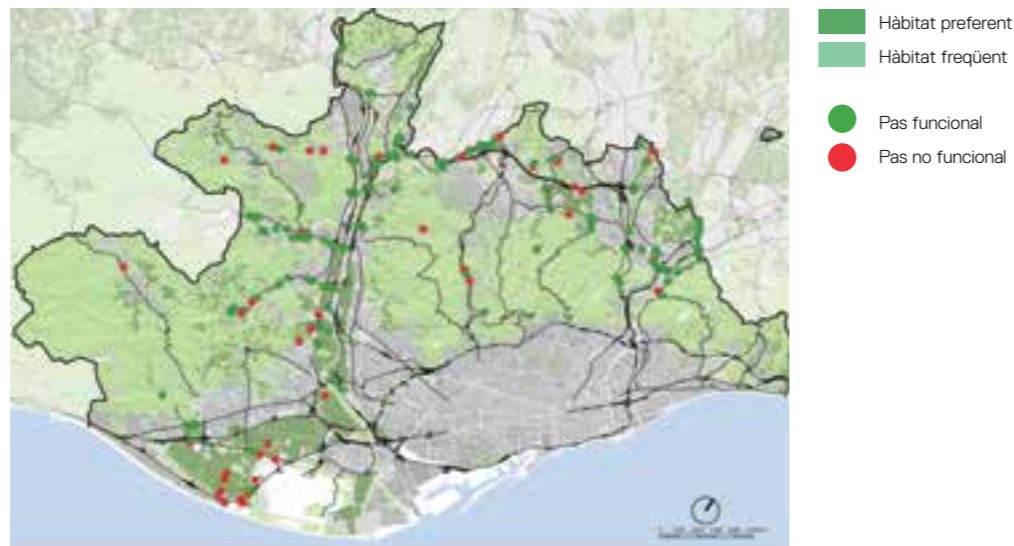 Hàbitat preferent
Hàbitat freqüent
Pas funcional
Pas no funcional